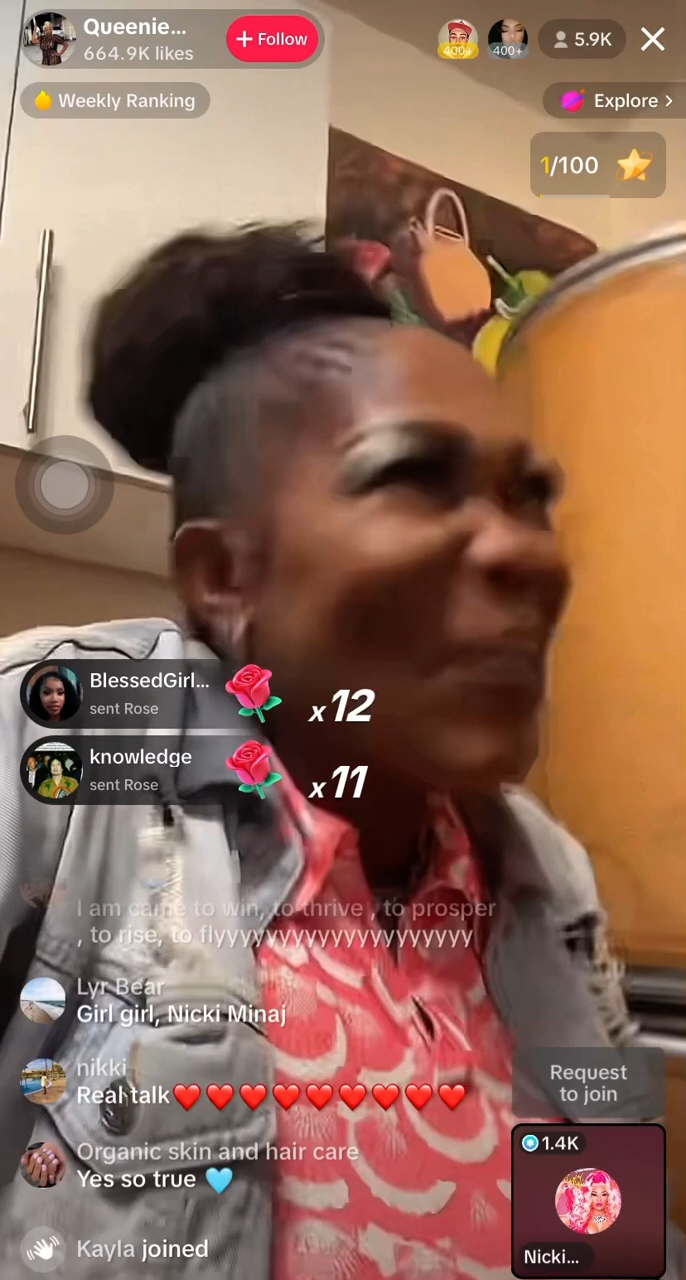 Queenie...
664.9K likes
+ Follow
400+
400+
5.9K
Weekly Ranking
Explore >
1/100
BlessedGirl...
sent Rose
x12
knowledge
sent Rose
x11
I am came to win, to thrive , to prosper
, to rise, to flyyyyyyyyyyyyyyyyyyyy
Lyr Bear
Girl girl, Nicki Minaj
nikki
Real talk❤️❤️❤️❤️❤️❤️❤️❤️❤️
Organic skin and hair care
Yes so true 🩵
Kayla joined
Request
to join
1.4K
Nicki...